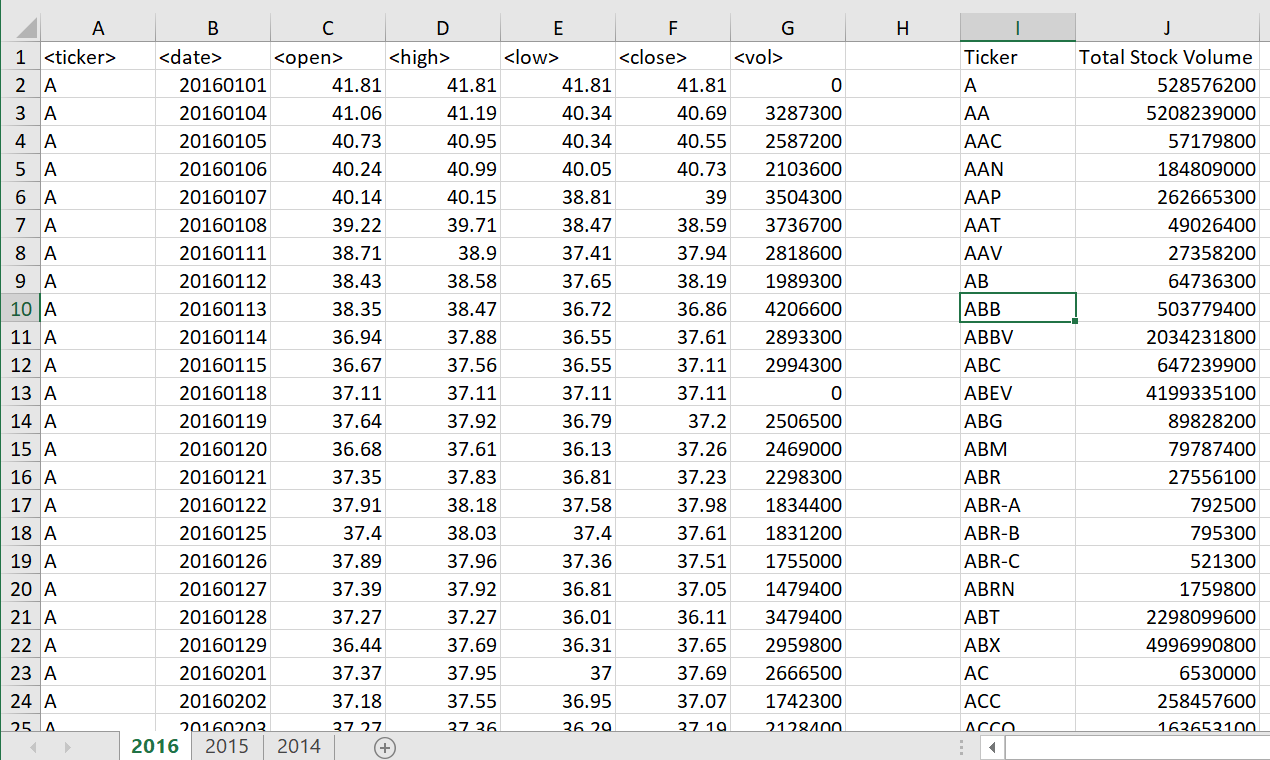 A B C D E F G H I J
1 <ticker> <date> <open> <high> <low> <close> <vol> Ticker Total Stock Volume
2 A 20160101 41.81 41.81 41.81 41.81 0 A 528576200
3 A 20160104 41.06 41.19 40.34 40.69 3287300 AA 5208239000
4 A 20160105 40.73 40.95 40.34 40.55 2587200 AAC 57179800
5 A 20160106 40.24 40.99 40.05 40.73 2103600 AAN 184809000
6 A 20160107 40.14 40.15 38.81 39 3504300 AAP 262665300
7 A 20160108 39.22 39.71 38.47 38.59 3736700 AAT 49026400
8 A 20160111 38.71 38.9 37.41 37.94 2818600 AAV 27358200
9 A 20160112 38.43 38.58 37.65 38.19 1989300 AB 64736300
10 A 20160113 38.35 38.47 36.72 36.86 4206600 ABB 503779400
11 A 20160114 36.94 37.88 36.55 37.61 2893300 ABBV 2034231800
12 A 20160115 36.67 37.56 36.55 37.11 2994300 ABC 647239900
13 A 20160118 37.11 37.11 37.11 37.11 0 ABEV 4199335100
14 A 20160119 37.64 37.92 36.79 37.2 2506500 ABG 89828200
15 A 20160120 36.68 37.61 36.13 37.26 2469000 ABM 79787400
16 A 20160121 37.35 37.83 36.81 37.23 2298300 ABR 27556100
17 A 20160122 37.91 38.18 37.58 37.98 1834400 ABR-A 792500
18 A 20160125 37.4 38.03 37.4 37.61 1831200 ABR-B 795300
19 A 20160126 37.89 37.96 37.36 37.51 1755000 ABR-C 521300
20 A 20160127 37.39 37.92 36.81 37.05 1479400 ABRN 1759800
21 A 20160128 37.27 37.27 36.01 36.11 3479400 ABT 2298099600
22 A 20160129 36.44 37.69 36.31 37.65 2959800 ABX 4996990800
23 A 20160201 37.37 37.95 37 37.69 2666500 AC 6530000
24 A 20160202 37.18 37.55 36.95 37.07 1742300 ACC 258457600
25 A 20160203 37.27 37.36 36.29 37.19 2128400 163653100
2016 2015 2014